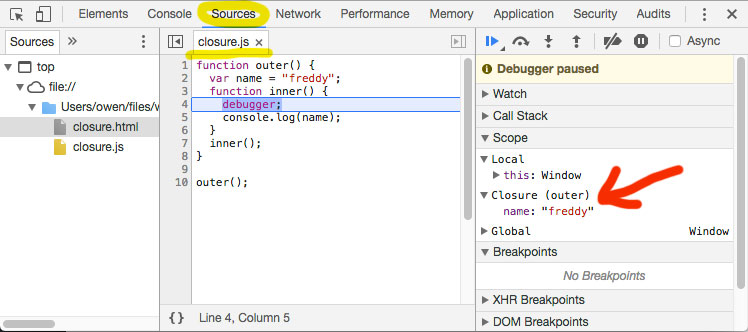 Elements Console Sources Network Performance Memory Application Security Audits
Sources »
closure.js ×
Async
top
file://
Users/owen/files/w
closure.html
closure.js
1 function outer() {
2 var name = "freddy";
3 function inner() {
4 debugger;
5 console.log(name);
6 }
7 inner();
8 }
9
10 outer();
{} Line 4, Column 5
Debugger paused
Watch
Call Stack
Scope
Local
this: Window
Closure (outer)
name: "freddy"
Global Window
Breakpoints
No Breakpoints
XHR Breakpoints
DOM Breakpoints